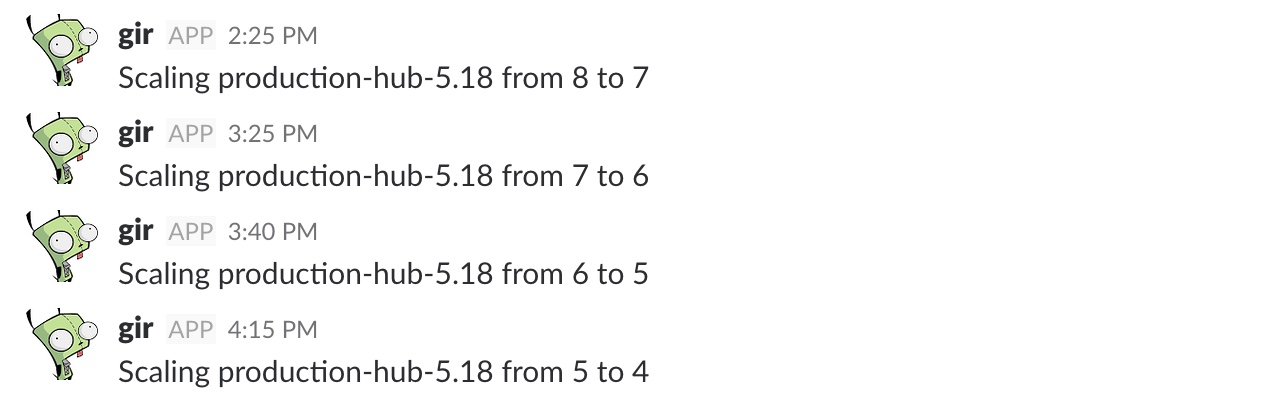 gir APP 2:25 PM
Scaling production-hub-5.18 from 8 to 7
gir APP 3:25 PM
Scaling production-hub-5.18 from 7 to 6
gir APP 3:40 PM
Scaling production-hub-5.18 from 6 to 5
gir APP 4:15 PM
Scaling production-hub-5.18 from 5 to 4